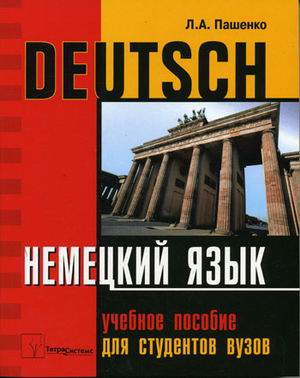 Л.А. Пашенко
DEUTSCH
НЕМЕЦКИЙ ЯЗЫК
учебное пособие
для студентов вузов
ТетраСистемс